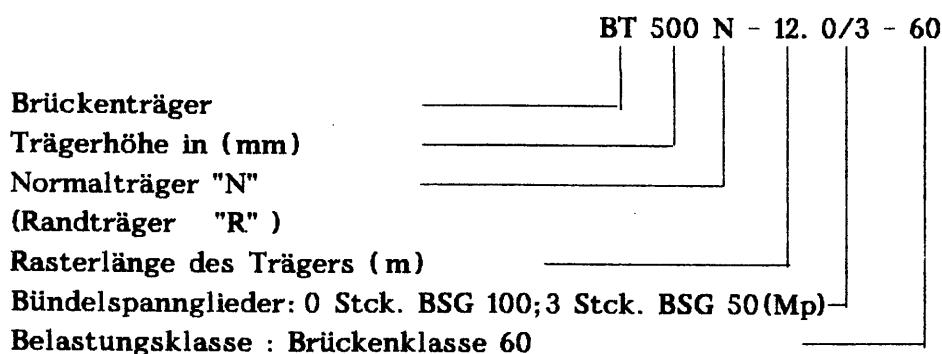 BT 500 N - 12. 0/3 - 60
Brückenträger
Trägerhöhe in (mm)
Normalträger "N"
(Randträger "R" )
Rasterlänge des Trägers (m)
Bündelspannglieder: 0 Stck. BSG 100; 3 Stck. BSG 50 (Mp)
Belastungsklasse : Brückenklasse 60